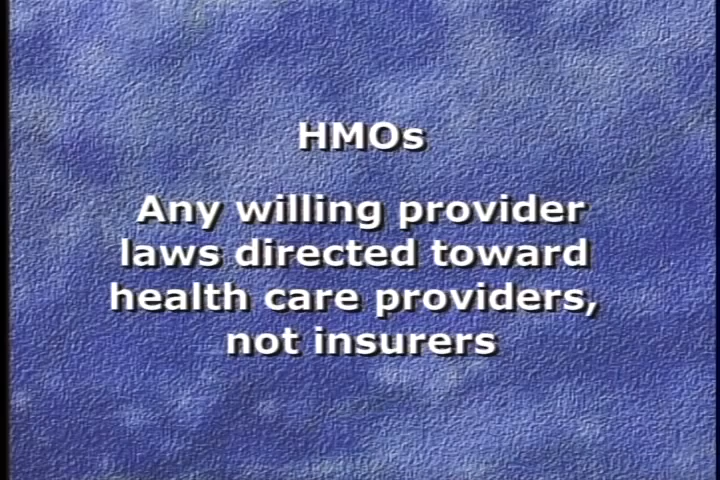 HMOs
Any willing provider
laws directed toward
health care providers,
not insurers